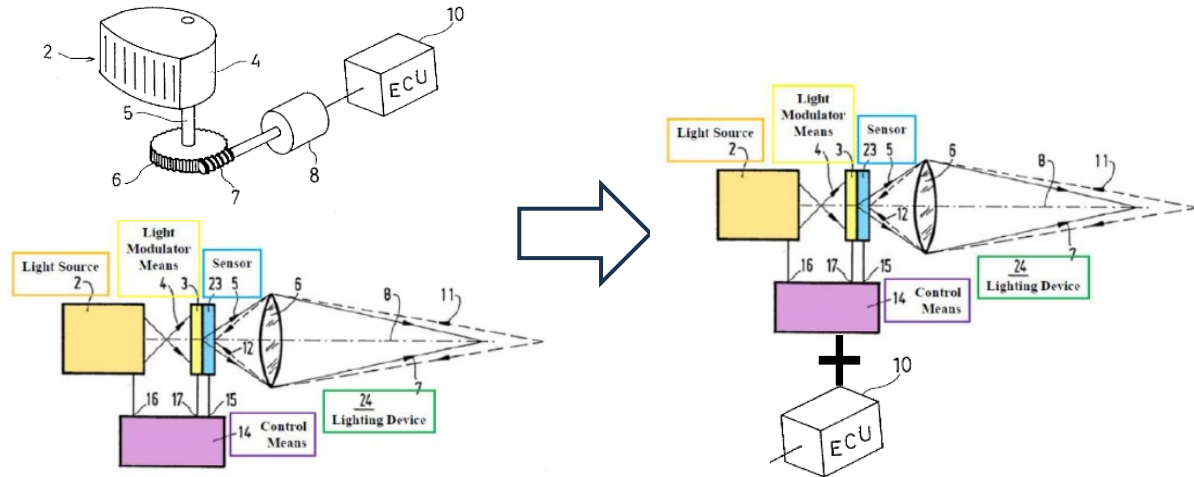 10
2
4
ECU
5
6
7
8
Light
Modulator
Means
Light Source
Sensor
2
4
3
23
5
6
8
11
12
7
16
17
15
24
Lighting Device
14 Control
Means
Light
Modulator
Means
Light Source
Sensor
2
4
3
23
5
6
8
11
12
7
16
17
15
24
Lighting Device
14 Control
Means
10
ECU